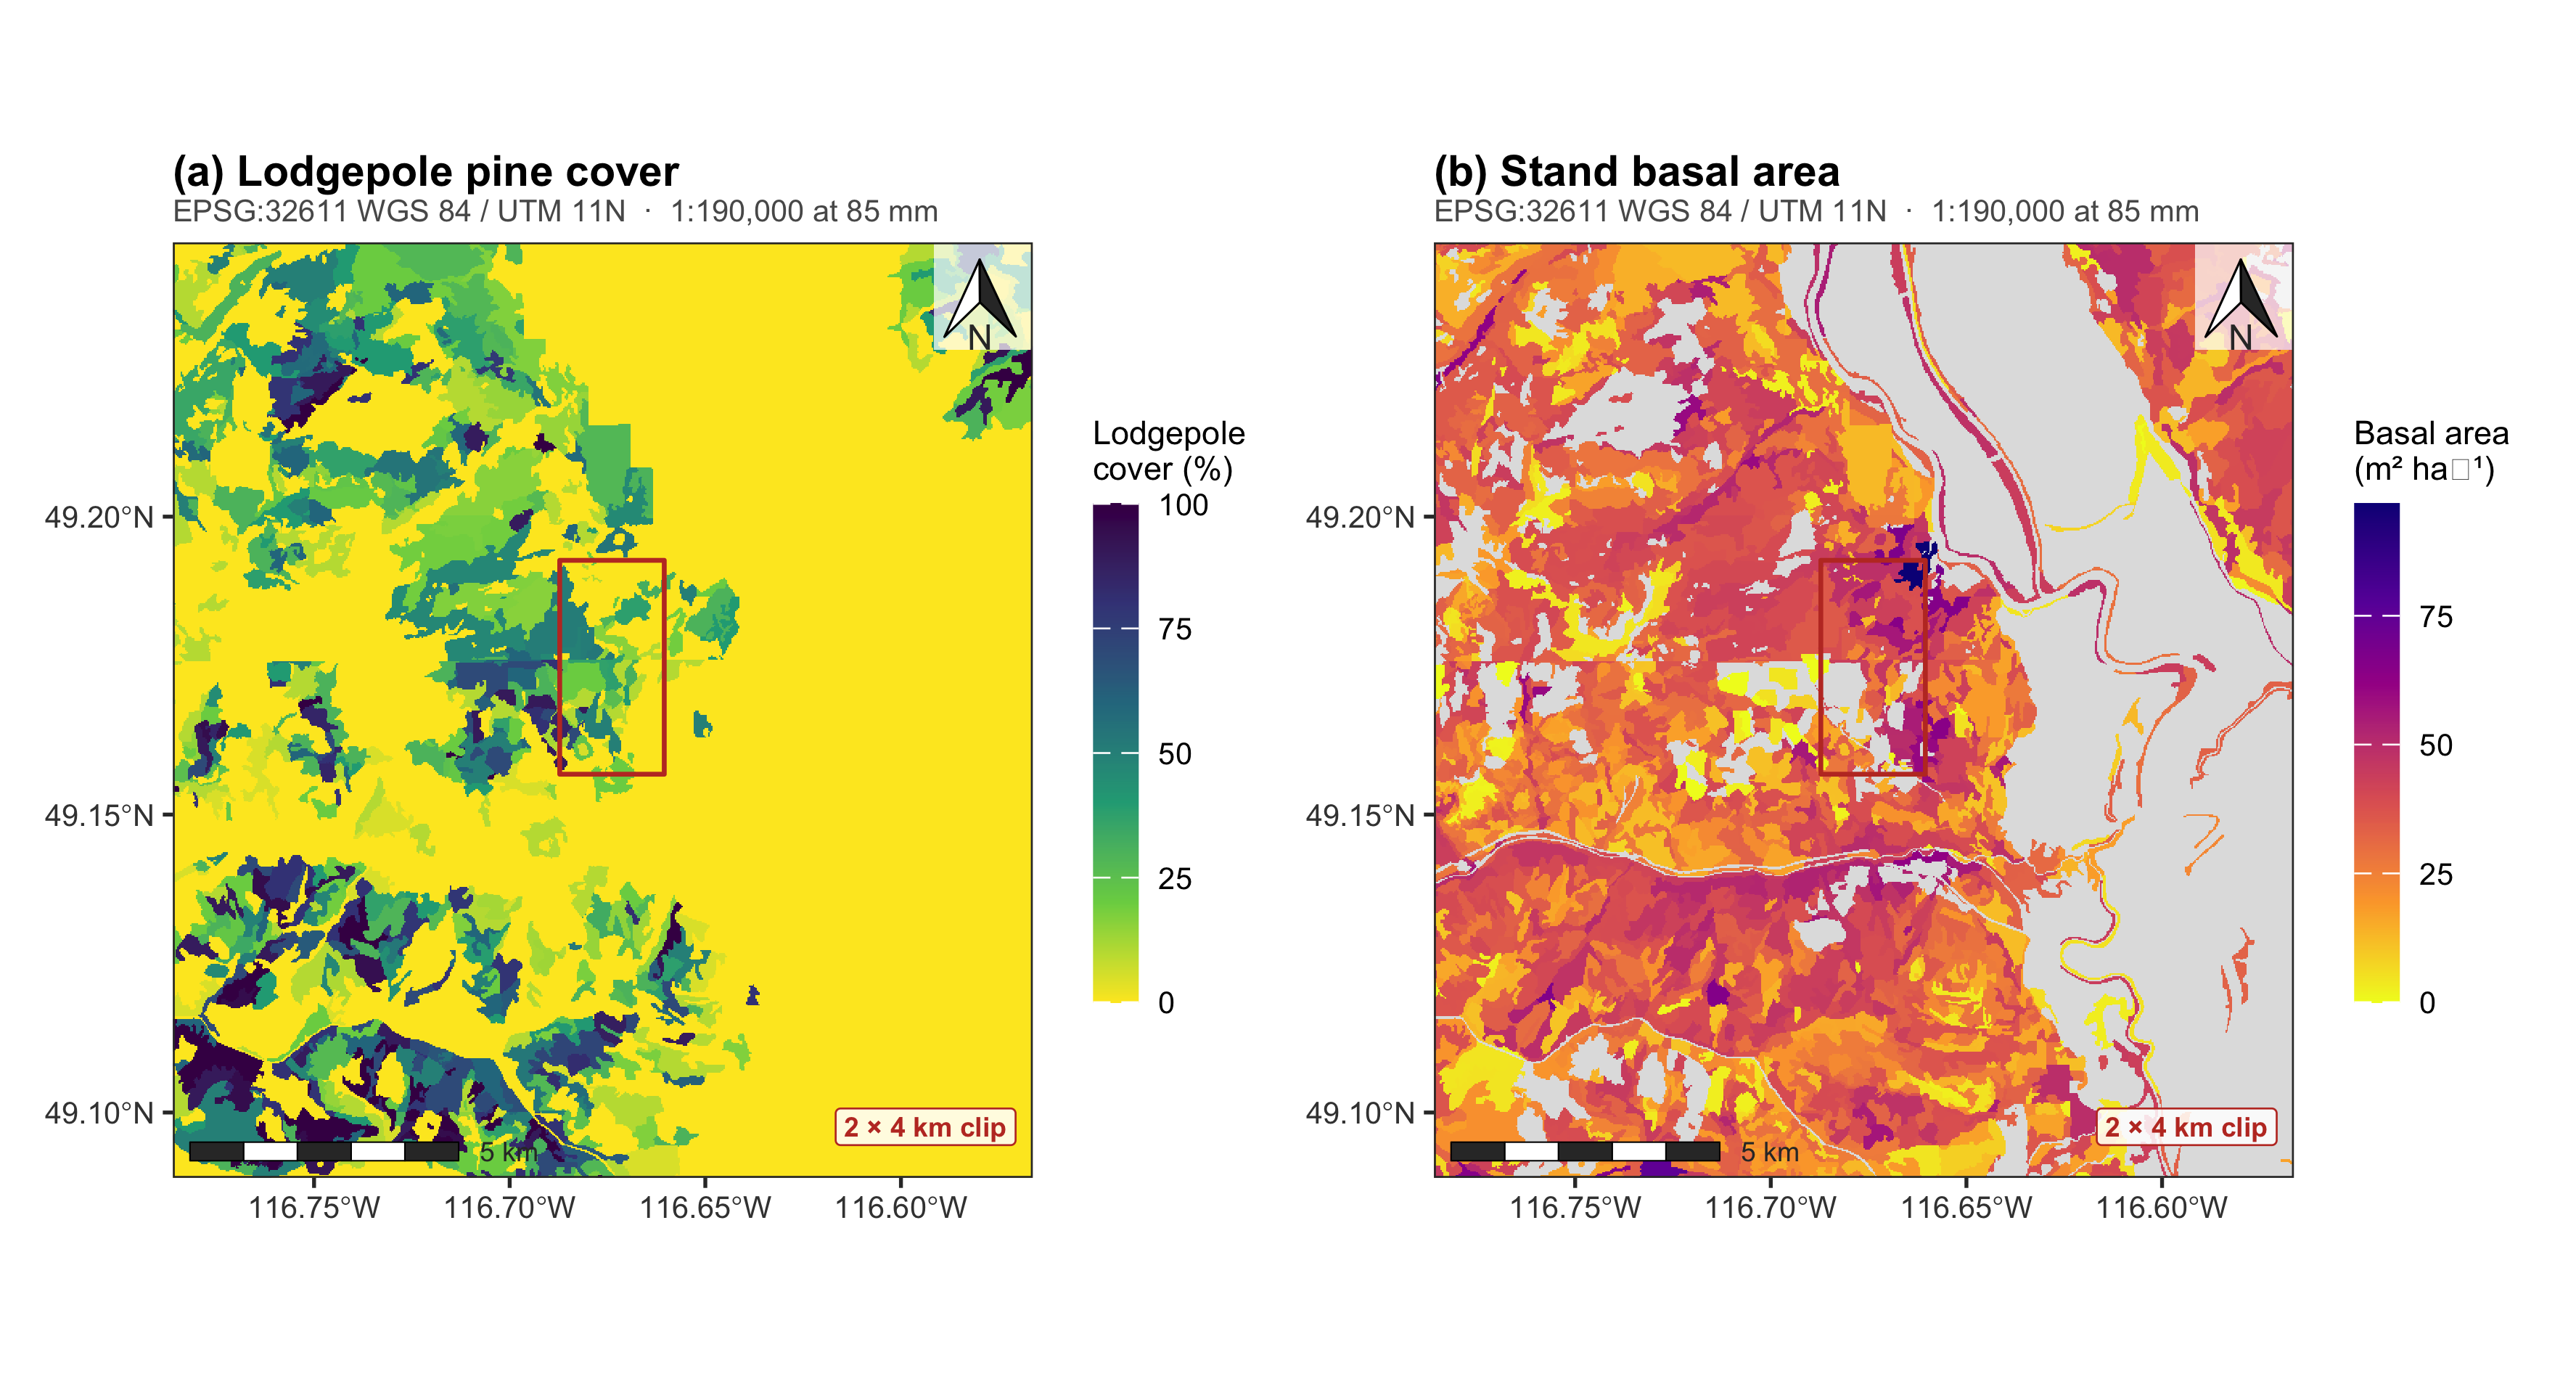 (a) Lodgepole pine cover
EPSG:32611 WGS 84 / UTM 11N · 1:190,000 at 85 mm
N
49.20°N
49.15°N
49.10°N
2 × 4 km clip
5 km
116.75°W
116.70°W
116.65°W
116.60°W
Lodgepole
cover (%)
100
75
50
25
0
(b) Stand basal area
EPSG:32611 WGS 84 / UTM 11N · 1:190,000 at 85 mm
N
49.20°N
49.15°N
49.10°N
2 × 4 km clip
5 km
116.75°W
116.70°W
116.65°W
116.60°W
Basal area
(m² ha□¹)
75
50
25
0